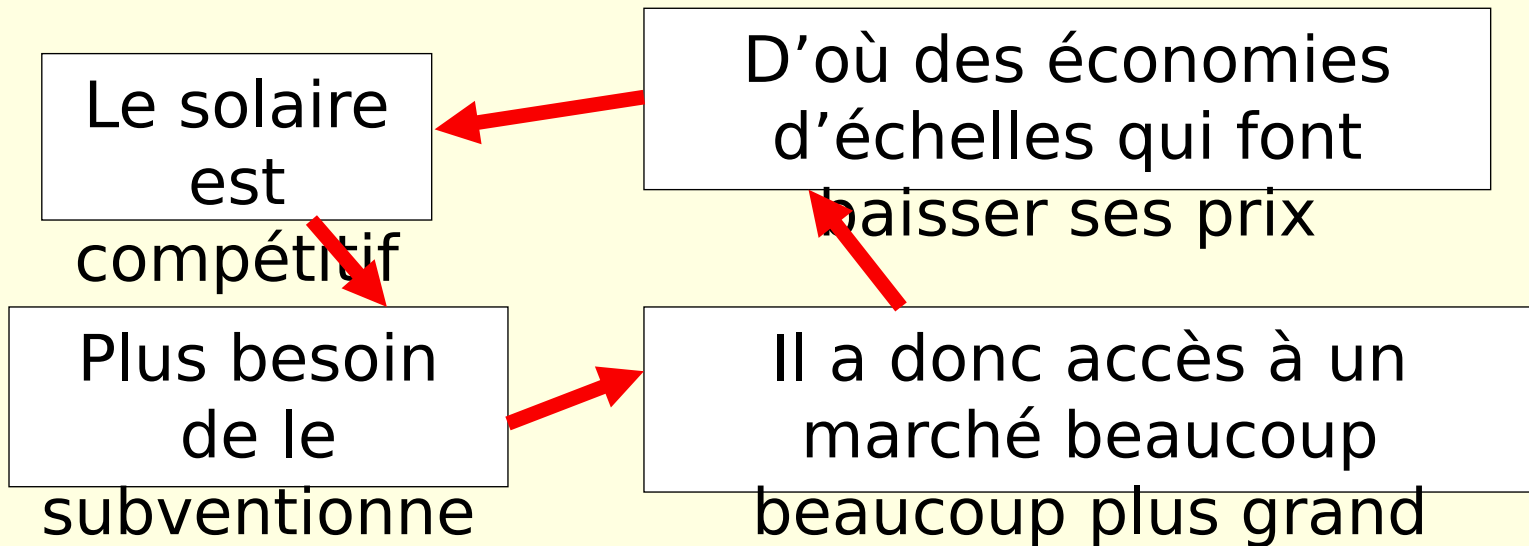 Le solaire
est
compétitif
D’où des économies
d’échelles qui font
baisser ses prix
Plus besoin
de le
subventionne
Il a donc accès à un
marché beaucoup
beaucoup plus grand